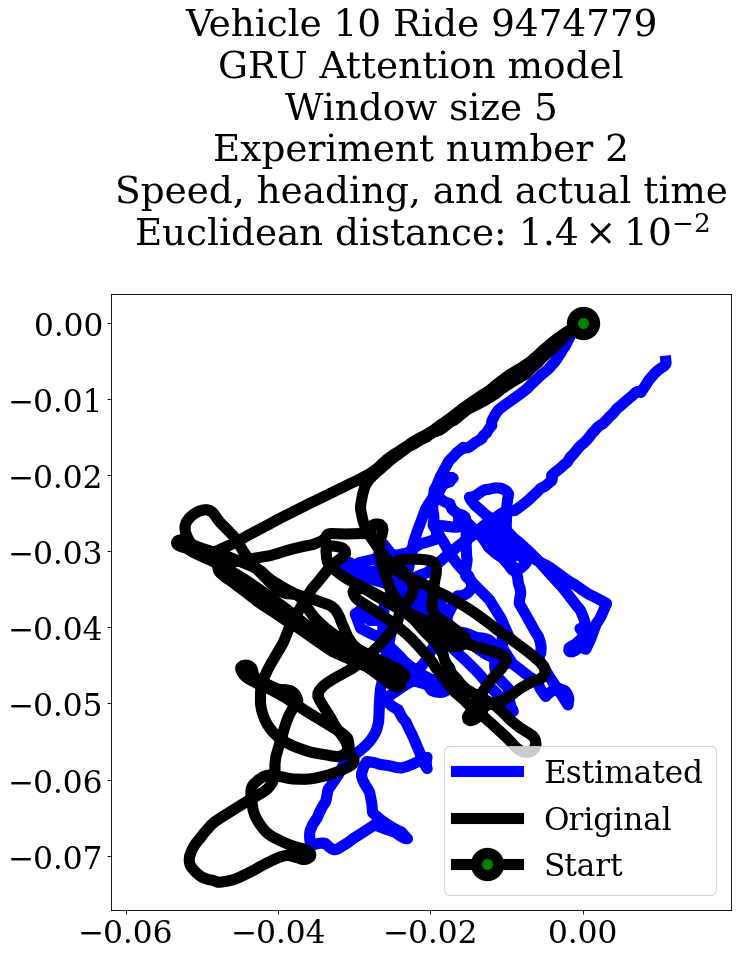 Vehicle 10 Ride 9474779
GRU Attention model
Window size 5
Experiment number 2
Speed, heading, and actual time
Euclidean distance: 1.4 × 10⁻²
0.00
−0.01
−0.02
−0.03
−0.04
−0.05
−0.06
−0.07
Estimated
Original
Start
−0.06 −0.04 −0.02 0.00